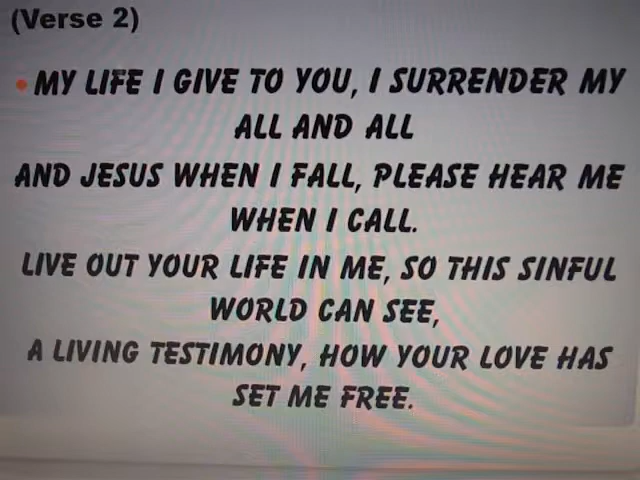 (Verse 2)
• MY LIFE I GIVE TO YOU, I SURRENDER MY
ALL AND ALL
AND JESUS WHEN I FALL, PLEASE HEAR ME
WHEN I CALL.
LIVE OUT YOUR LIFE IN ME, SO THIS SINFUL
WORLD CAN SEE,
A LIVING TESTIMONY, HOW YOUR LOVE HAS
SET ME FREE.